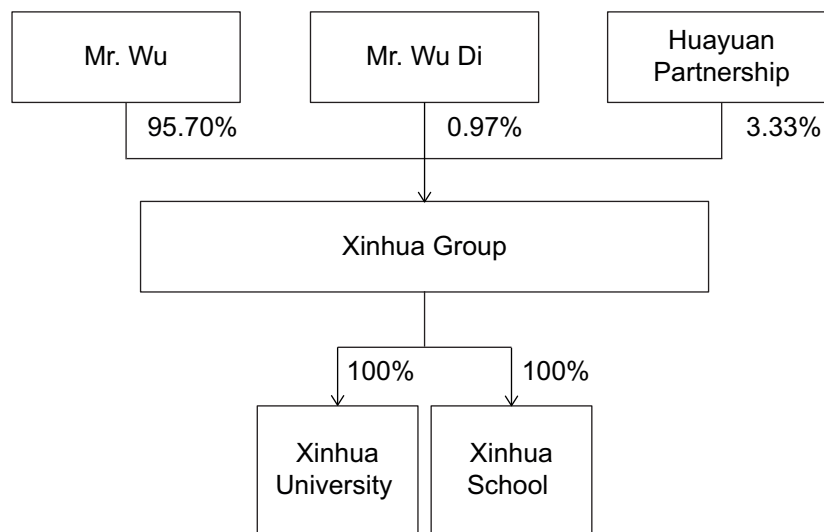 Mr. Wu
Mr. Wu Di
Huayuan
Partnership
95.70%
0.97%
3.33%
Xinhua Group
100%
100%
Xinhua
University
Xinhua
School